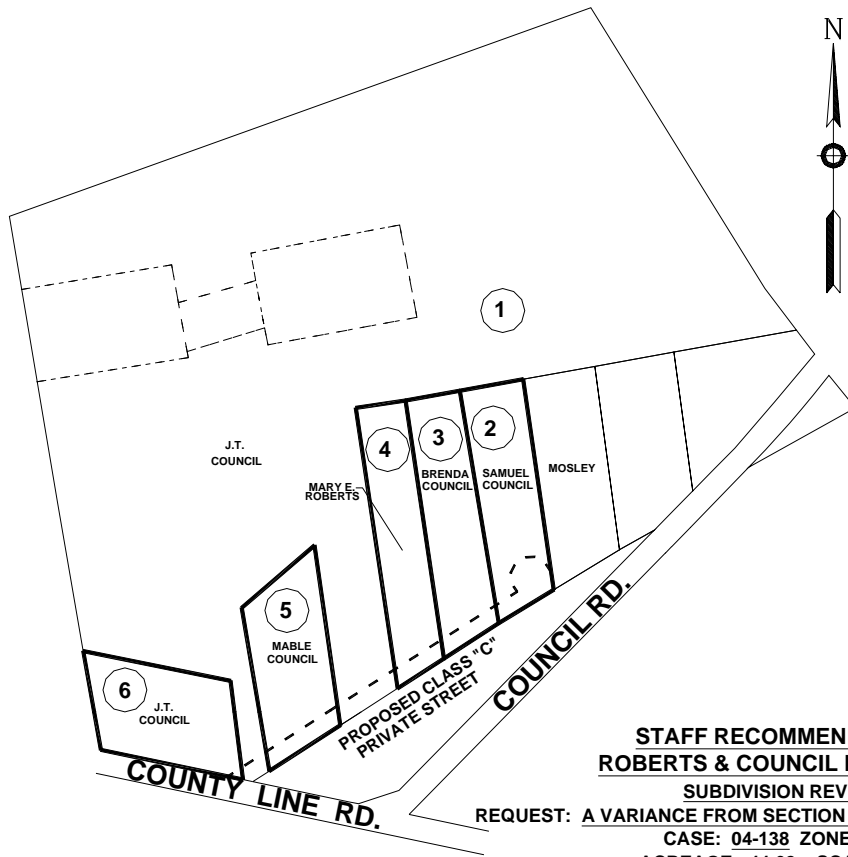 N
1
J.T.
COUNCIL
4
3
2
MARY E.
ROBERTS
BRENDA
COUNCIL
SAMUEL
COUNCIL
MOSLEY
5
MABLE
COUNCIL
6
J.T.
COUNCIL
PROPOSED CLASS "C"
PRIVATE STREET
COUNCIL RD.
COUNTY LINE RD.
STAFF RECOMMEN
ROBERTS & COUNCIL
SUBDIVISION REV
REQUEST: A VARIANCE FROM SECTION
CASE: 04-138 ZONE